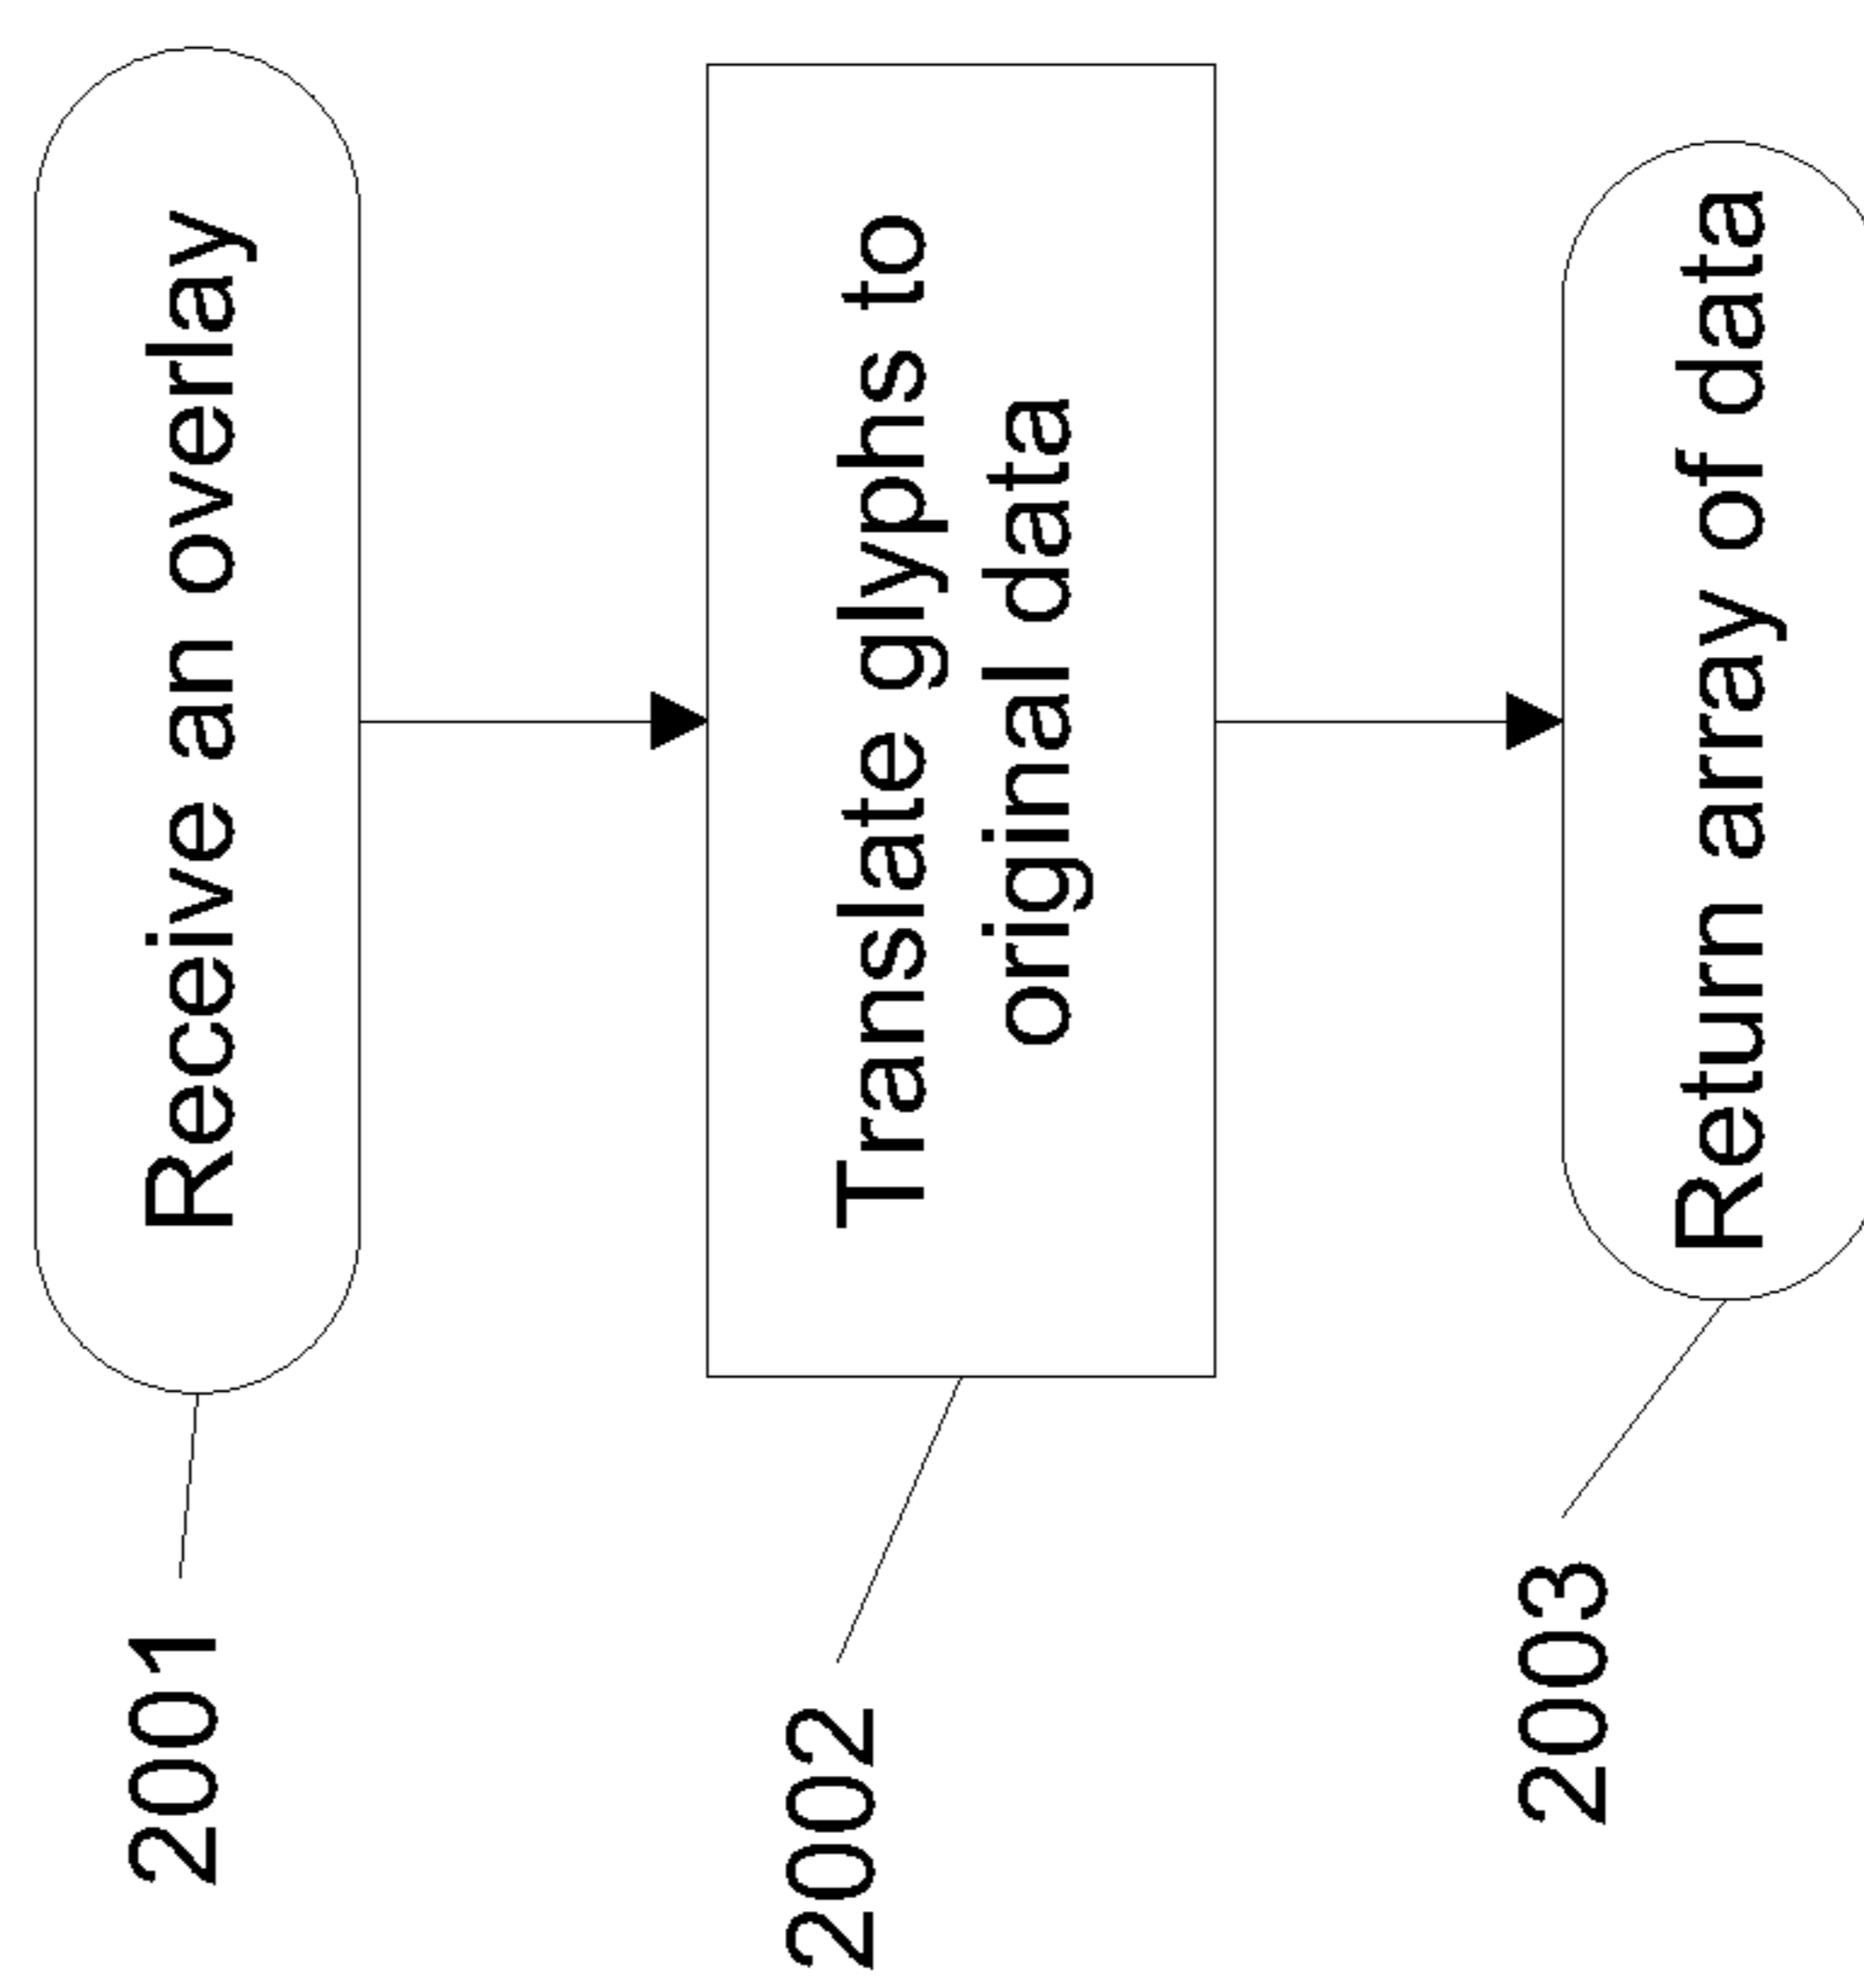 2001
Receive an overlay
2002
Translate glyphs to
original data
2003
Return array of data